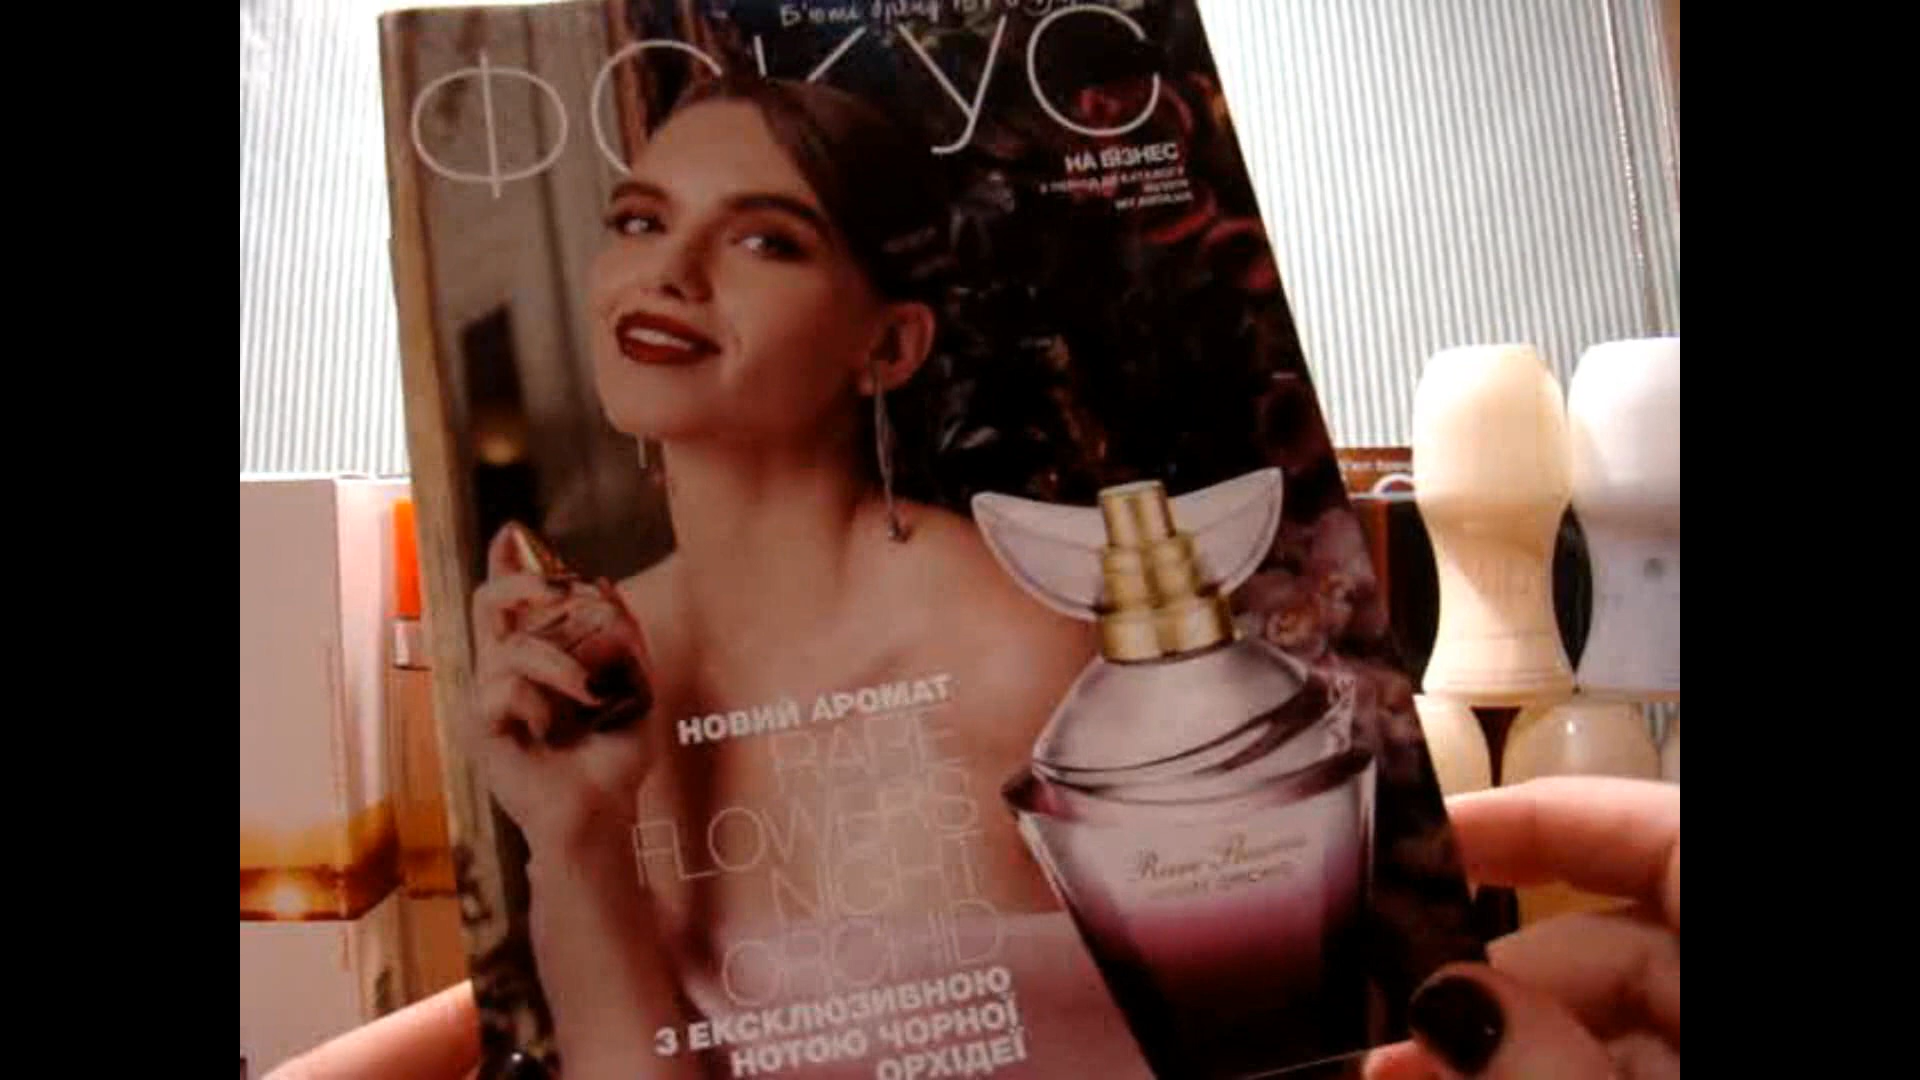 ФОКУС
НА БІЗНЕС
НОВИЙ АРОМАТ
RARE
FLOWERS
NIGHT
ORCHID
З ЕКСКЛЮЗИВНОЮ
НОТОЮ ЧОРНОЇ
ОРХІДЕЇ